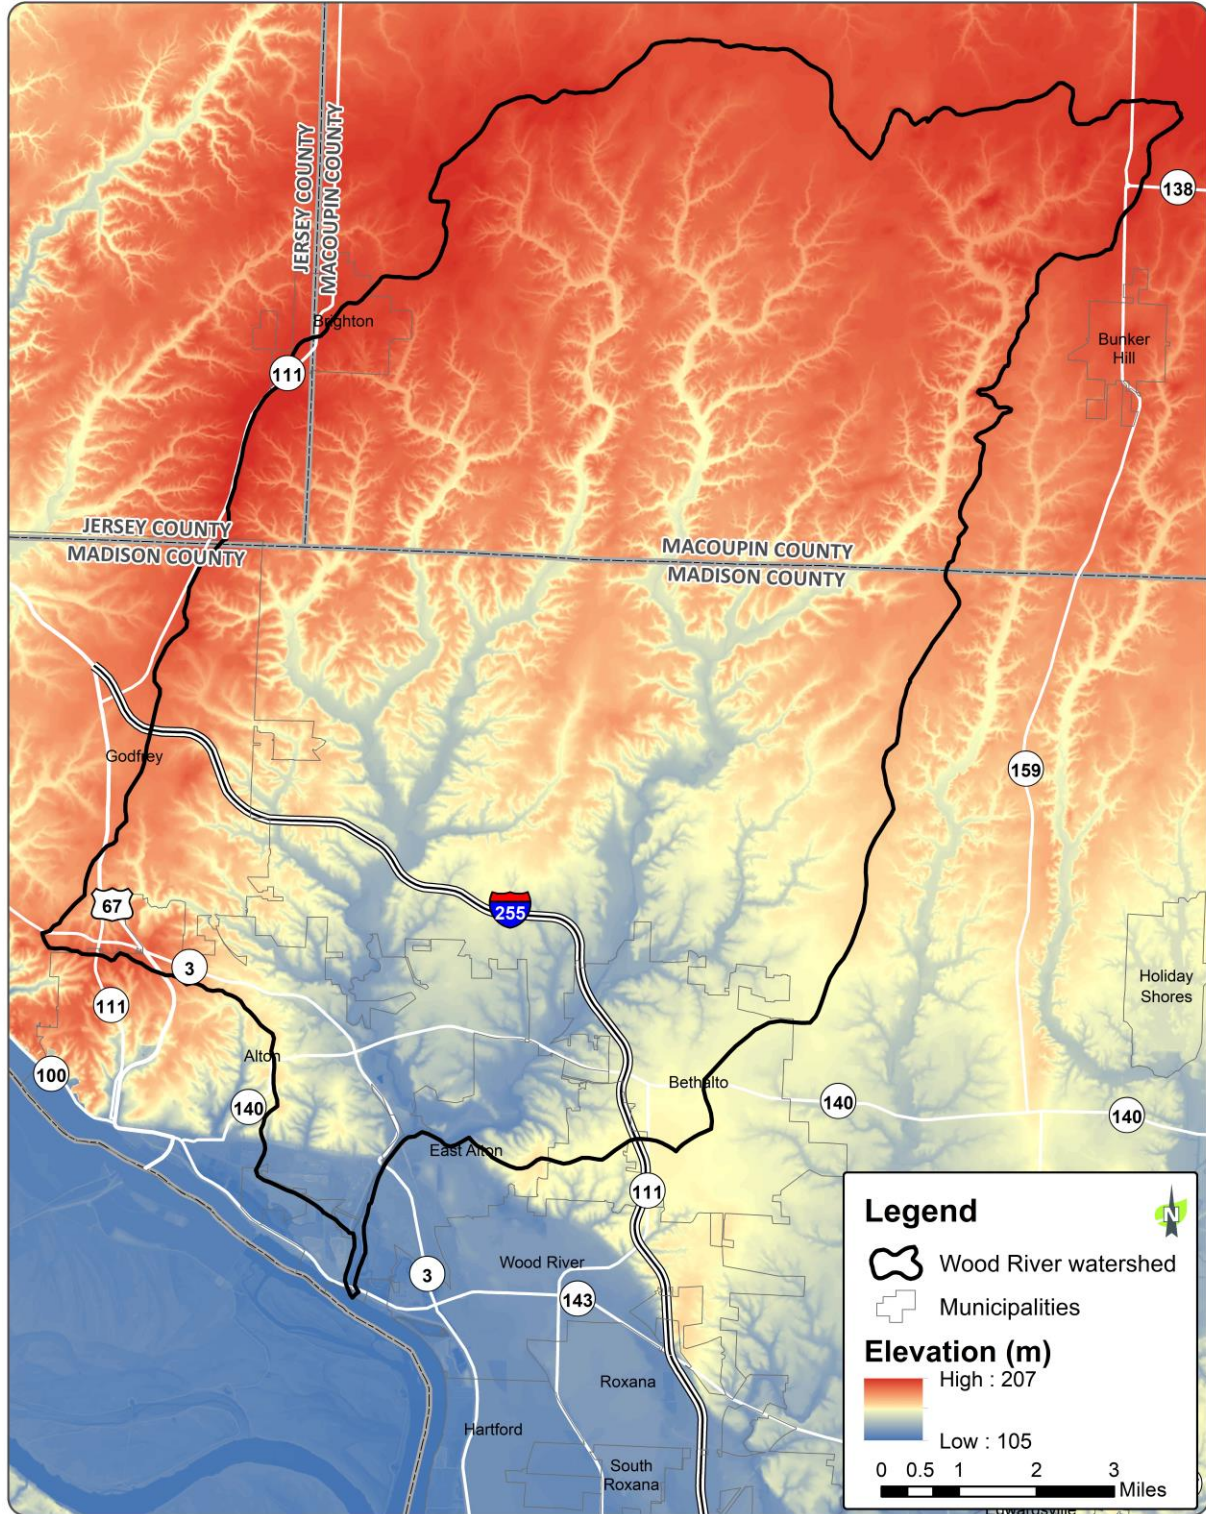 JERSEY COUNTY
MACOUPIN COUNTY
138
Brighton
Bunker
Hill
111
JERSEY COUNTY
MADISON COUNTY
MACOUPIN COUNTY
MADISON COUNTY
Godfrey
159
67
255
3
111
Holiday
Shores
Alton
100
140
Bethalto
140
140
East Alton
111
Wood River
3
143
Roxana
Hartford
South
Roxana
Legend
N
Wood River watershed
Municipalities
Elevation (m)
High : 207
Low : 105
0 0.5 1 2 3
Miles